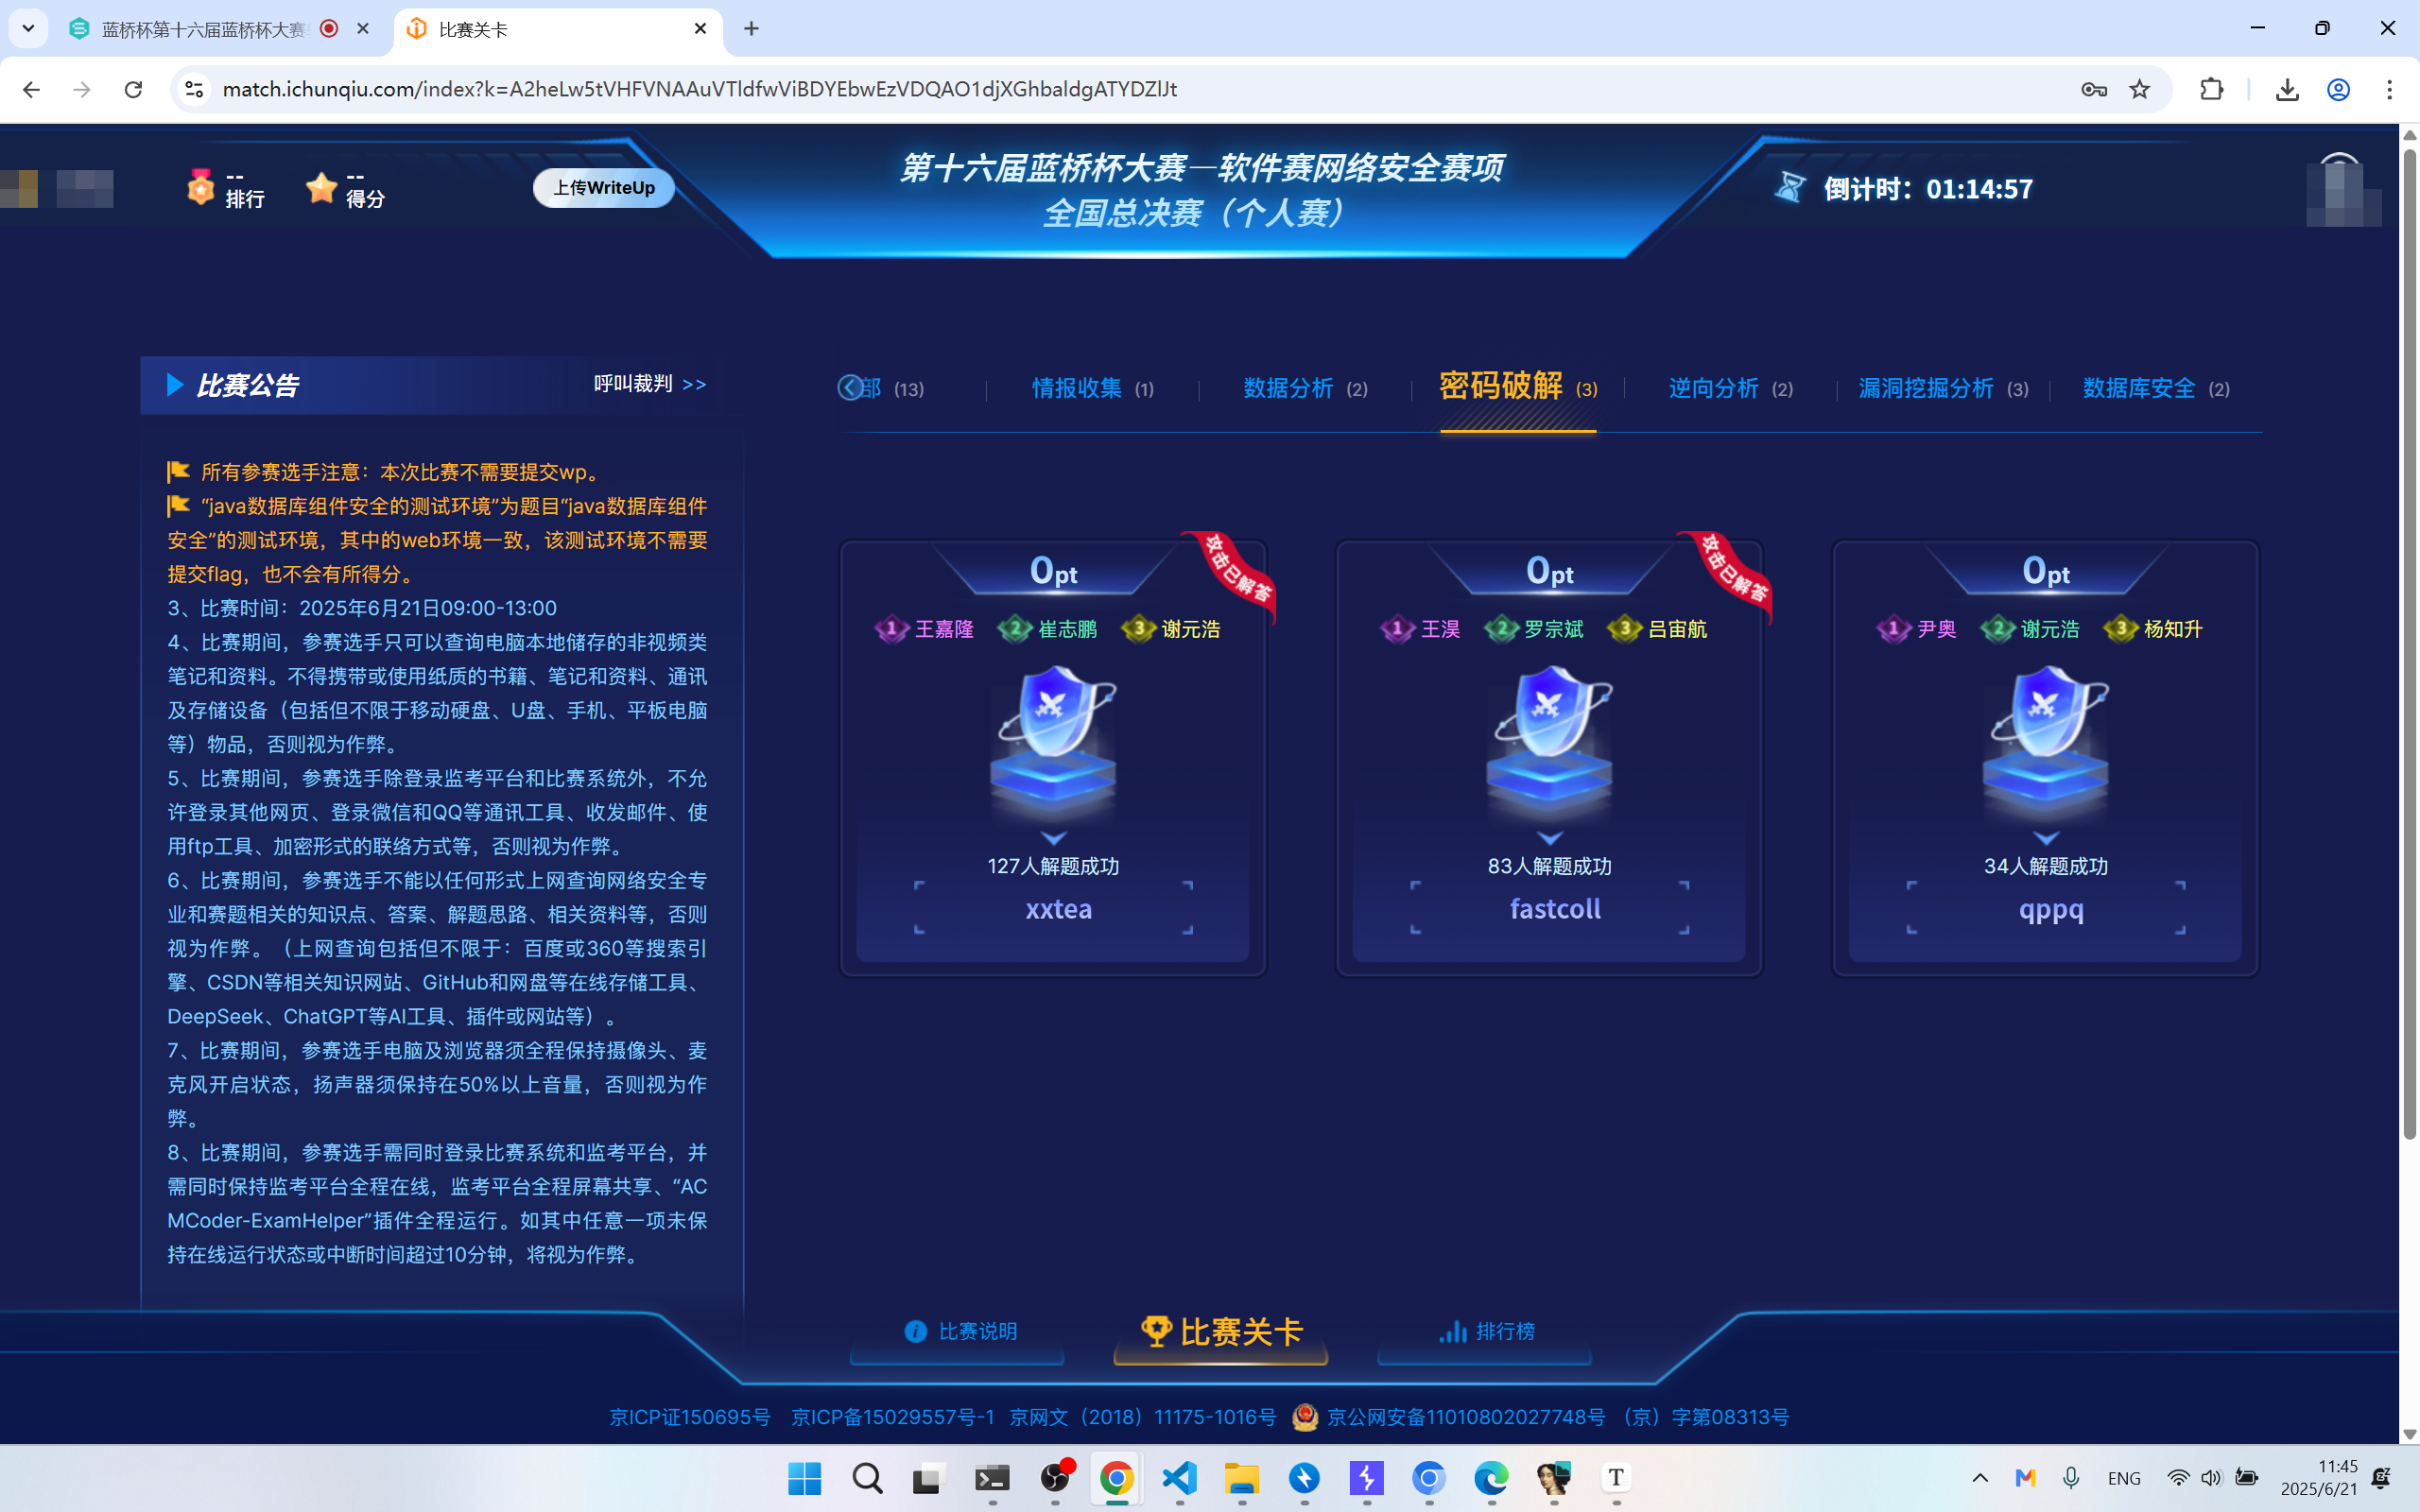 蓝桥杯第十六届蓝桥杯大赛
比赛关卡
match.ichunqiu.com/index?k=A2heLw5tVHFVNAAuVTldfwViBDYEbwEzVDQAO1djXGhbaldgATYDZlJt
--
排行
--
得分
上传WriteUp
第十六届蓝桥杯大赛—软件赛网络安全赛项
全国总决赛（个人赛）
倒计时：01:14:57
比赛公告
呼叫裁判 >>
所有参赛选手注意：本次比赛不需要提交wp。
“java数据库组件安全的测试环境”为题目“java数据库组件
安全”的测试环境，其中的web环境一致，该测试环境不需要
提交flag，也不会有所得分。
3、比赛时间：2025年6月21日09:00-13:00
4、比赛期间，参赛选手只可以查询电脑本地储存的非视频类
笔记和资料。不得携带或使用纸质的书籍、笔记和资料、通讯
及存储设备（包括但不限于移动硬盘、U盘、手机、平板电脑
等）物品，否则视为作弊。
5、比赛期间，参赛选手除登录监考平台和比赛系统外，不允
许登录其他网页、登录微信和QQ等通讯工具、收发邮件、使
用ftp工具、加密形式的联络方式等，否则视为作弊。
6、比赛期间，参赛选手不能以任何形式上网查询网络安全专
业和赛题相关的知识点、答案、解题思路、相关资料等，否则
视为作弊。（上网查询包括但不限于：百度或360等搜索引
擎、CSDN等相关知识网站、GitHub和网盘等在线存储工具、
DeepSeek、ChatGPT等AI工具、插件或网站等）。
7、比赛期间，参赛选手电脑及浏览器须全程保持摄像头、麦
克风开启状态，扬声器须保持在50%以上音量，否则视为作
弊。
8、比赛期间，参赛选手需同时登录比赛系统和监考平台，并
需同时保持监考平台全程在线，监考平台全程屏幕共享、“AC
MCoder-ExamHelper”插件全程运行。如其中任意一项未保
持在线运行状态或中断时间超过10分钟，将视为作弊。
部 (13)
情报收集 (1)
数据分析 (2)
密码破解 (3)
逆向分析 (2)
漏洞挖掘分析 (3)
数据库安全 (2)
0pt
攻击已解答
1 王嘉隆 2 崔志鹏 3 谢元浩
127人解题成功
xxtea
0pt
攻击已解答
1 王淏 2 罗宗斌 3 吕宙航
83人解题成功
fastcoll
0pt
1 尹奥 2 谢元浩 3 杨知升
34人解题成功
qppq
比赛说明
比赛关卡
排行榜
京ICP证150695号 京ICP备15029557号-1 京网文（2018）11175-1016号 京公网安备11010802027748号 （京）字第08313号
ENG
11:45
2025/6/21